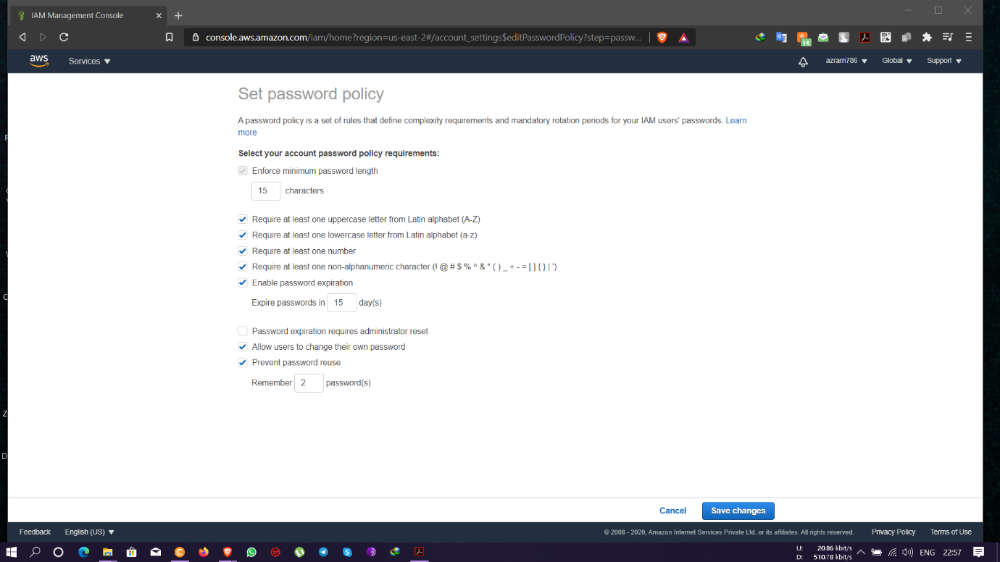 IAM Management Console
console.aws.amazon.com/iam/home?region=us-east-2#/account_settings$editPasswordPolicy?step=passw...
14
aws
Services
azram786
Global
Support
Set password policy
A password policy is a set of rules that define complexity requirements and mandatory rotation periods for your IAM users' passwords. Learn
more
Select your account password policy requirements:
Enforce minimum password length
15 characters
Require at least one uppercase letter from Latin alphabet (A-Z)
Require at least one lowercase letter from Latin alphabet (a-z)
Require at least one number
Require at least one non-alphanumeric character (! @ # $ % ^ & * ( ) _ + - = [ ] { } | ')
Enable password expiration
Expire passwords in 15 day(s)
Password expiration requires administrator reset
Allow users to change their own password
Prevent password reuse
Remember 2 password(s)
Cancel
Save changes
Feedback
English (US)
© 2008 - 2020, Amazon Internet Services Private Ltd. or its affiliates. All rights reserved.
Privacy Policy
Terms of Use
U: 20.86 kbit/s
D: 510.78 kbit/s
ENG
22:57